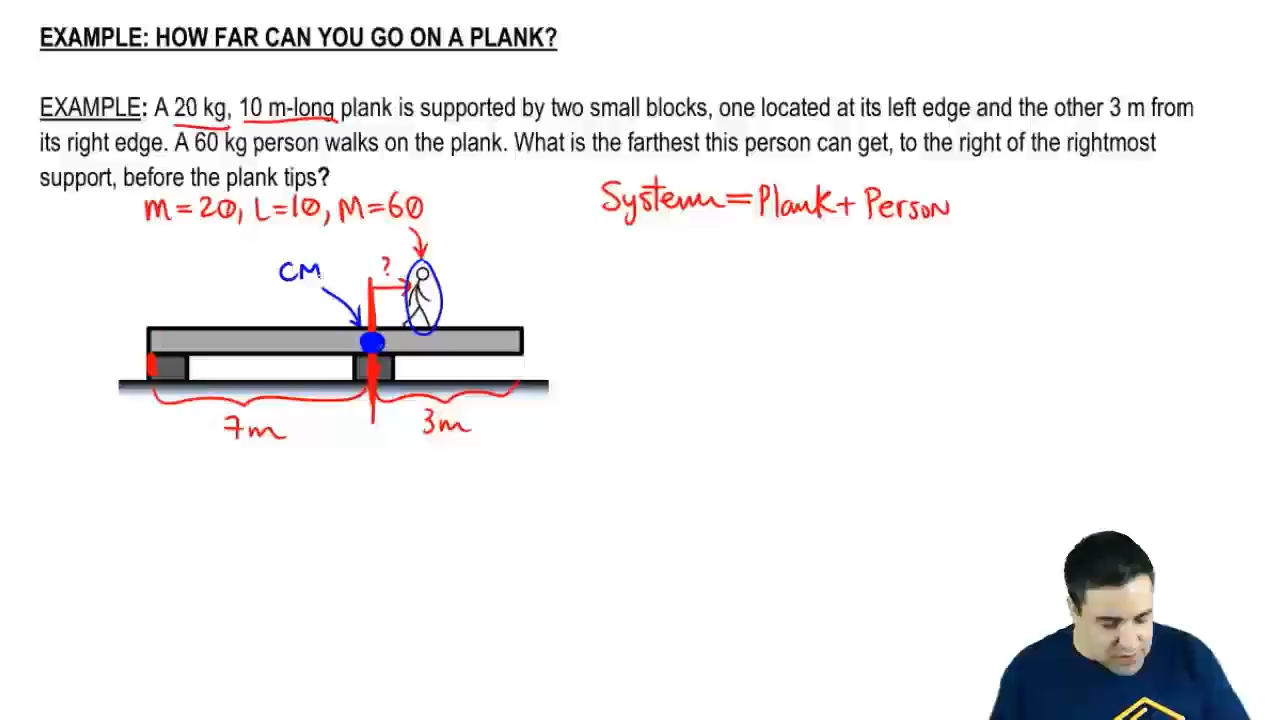 EXAMPLE: HOW FAR CAN YOU GO ON A PLANK?
EXAMPLE: A 20 kg, 10 m-long plank is supported by two small blocks, one located at its left edge and the other 3 m from
its right edge. A 60 kg person walks on the plank. What is the farthest this person can get, to the right of the rightmost
support, before the plank tips?
m=20, L=10, M=60
System=Plank+Person
CM
?
7m
3m